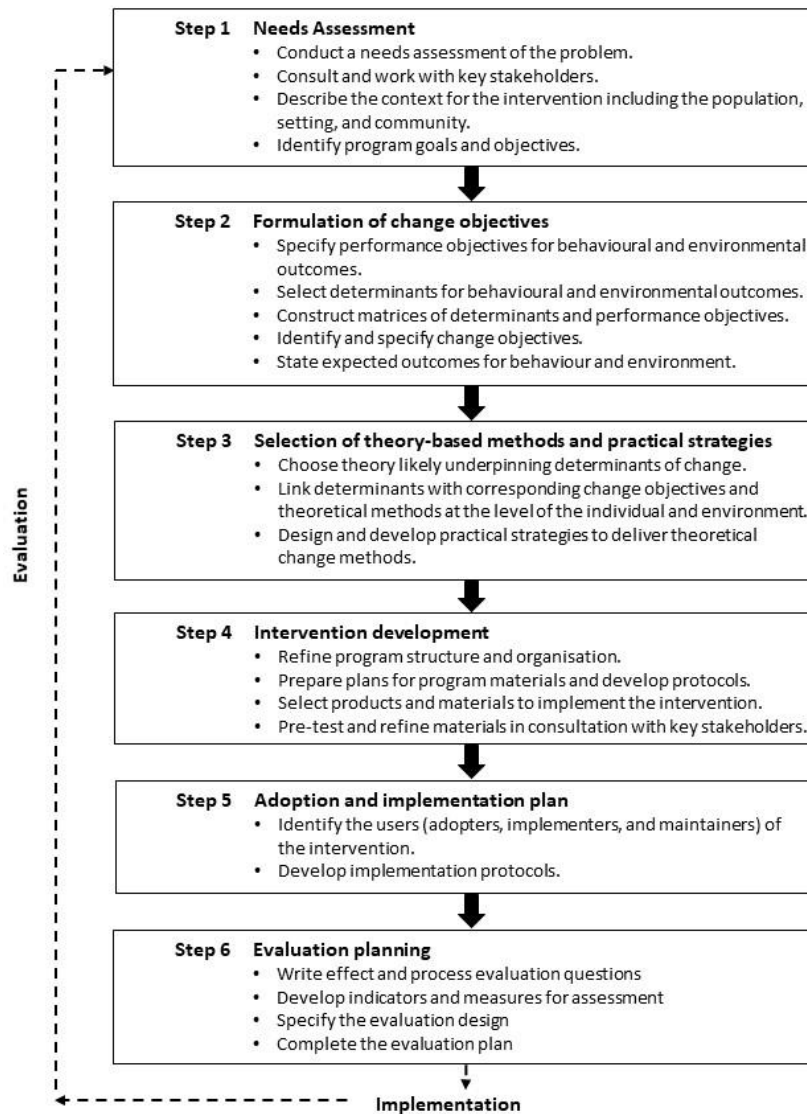 Step 1 Needs Assessment
• Conduct a needs assessment of the problem.
• Consult and work with key stakeholders.
• Describe the context for the intervention including the population,
setting, and community.
• Identify program goals and objectives.
Step 2 Formulation of change objectives
• Specify performance objectives for behavioural and environmental
outcomes.
• Select determinants for behavioural and environmental outcomes.
• Construct matrices of determinants and performance objectives.
• Identify and specify change objectives.
• State expected outcomes for behaviour and environment.
Step 3 Selection of theory-based methods and practical strategies
• Choose theory likely underpinning determinants of change.
• Link determinants with corresponding change objectives and
theoretical methods at the level of the individual and environment.
• Design and develop practical strategies to deliver theoretical
change methods.
Step 4 Intervention development
• Refine program structure and organisation.
• Prepare plans for program materials and develop protocols.
• Select products and materials to implement the intervention.
• Pre-test and refine materials in consultation with key stakeholders.
Step 5 Adoption and implementation plan
• Identify the users (adopters, implementers, and maintainers) of
the intervention.
• Develop implementation protocols.
Step 6 Evaluation planning
• Write effect and process evaluation questions
• Develop indicators and measures for assessment
• Specify the evaluation design
• Complete the evaluation plan
Implementation
Evaluation